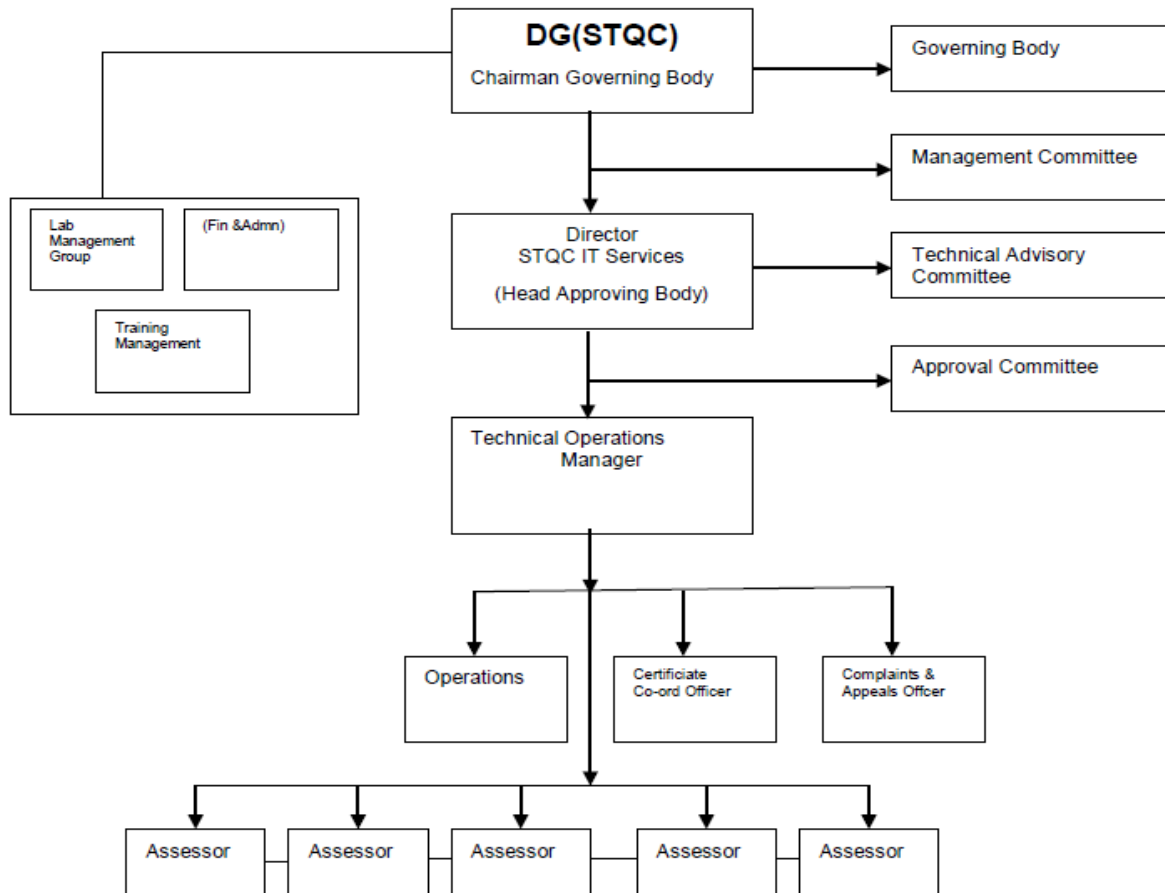 DG(STQC)
Chairman Governing Body
Governing Body
Management Committee
Lab
Management
Group
(Fin &Admn)
Training
Management
Director
STQC IT Services
(Head Approving Body)
Technical Advisory
Committee
Approval Committee
Technical Operations
Manager
Operations
Certificiate
Co-ord Officer
Complaints &
Appeals Offcer
Assessor
Assessor
Assessor
Assessor
Assessor